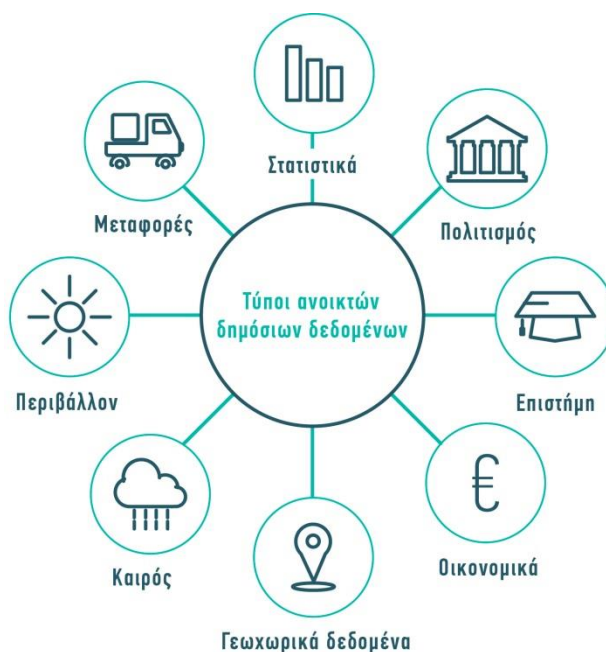 Στατιστικά
Πολιτισμός
Μεταφορές
Τύποι ανοικτών
δημόσιων δεδομένων
Επιστήμη
Περιβάλλον
Οικονομικά
Καιρός
Γεωχωρικά δεδομένα